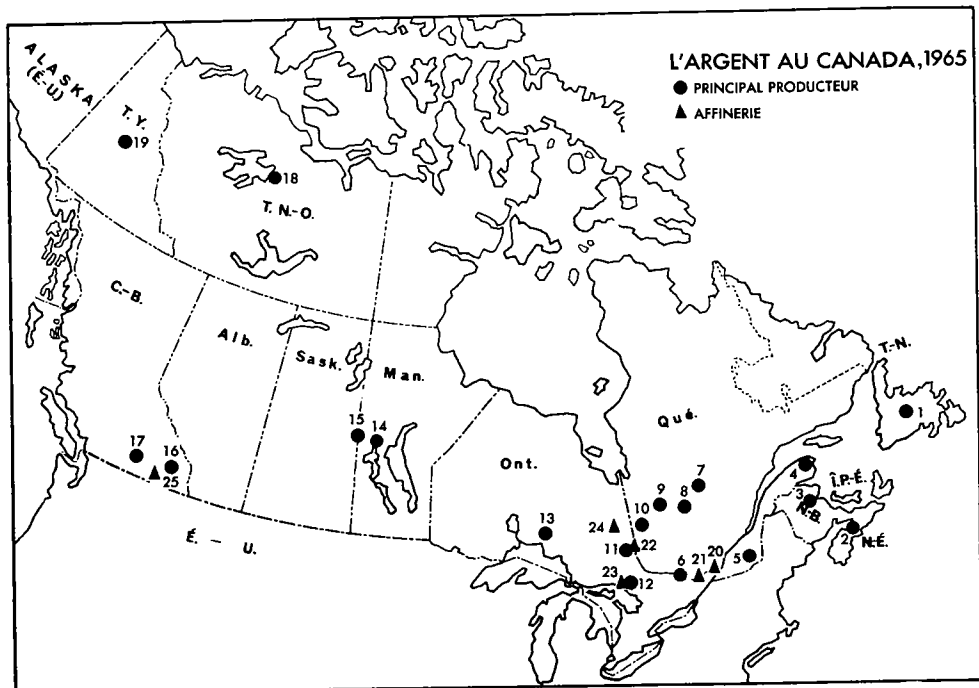 L'ARGENT AU CANADA, 1965
● PRINCIPAL PRODUCTEUR
▲ AFFINERIE
ALASKA
(É.-U.)
T.Y.
19
18
T.N.-O.
C.-B.
Alb.
Sask.
Man.
T.-N.
Qué.
1
15
14
17
16
25
Ont.
7
4
Î.P.-É.
9
8
3
N.-B.
10
24
2
N.É.
13
É. - U.
22
11
5
20
6
21
23
12